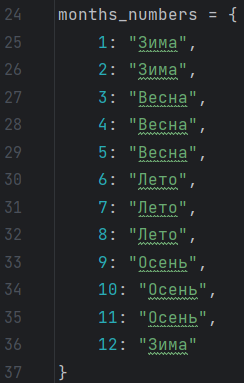 24 months_numbers = {
25     1: "Зима",
26     2: "Зима",
27     3: "Весна",
28     4: "Весна",
29     5: "Весна",
30     6: "Лето",
31     7: "Лето",
32     8: "Лето",
33     9: "Осень",
34     10: "Осень",
35     11: "Осень",
36     12: "Зима"
37 }